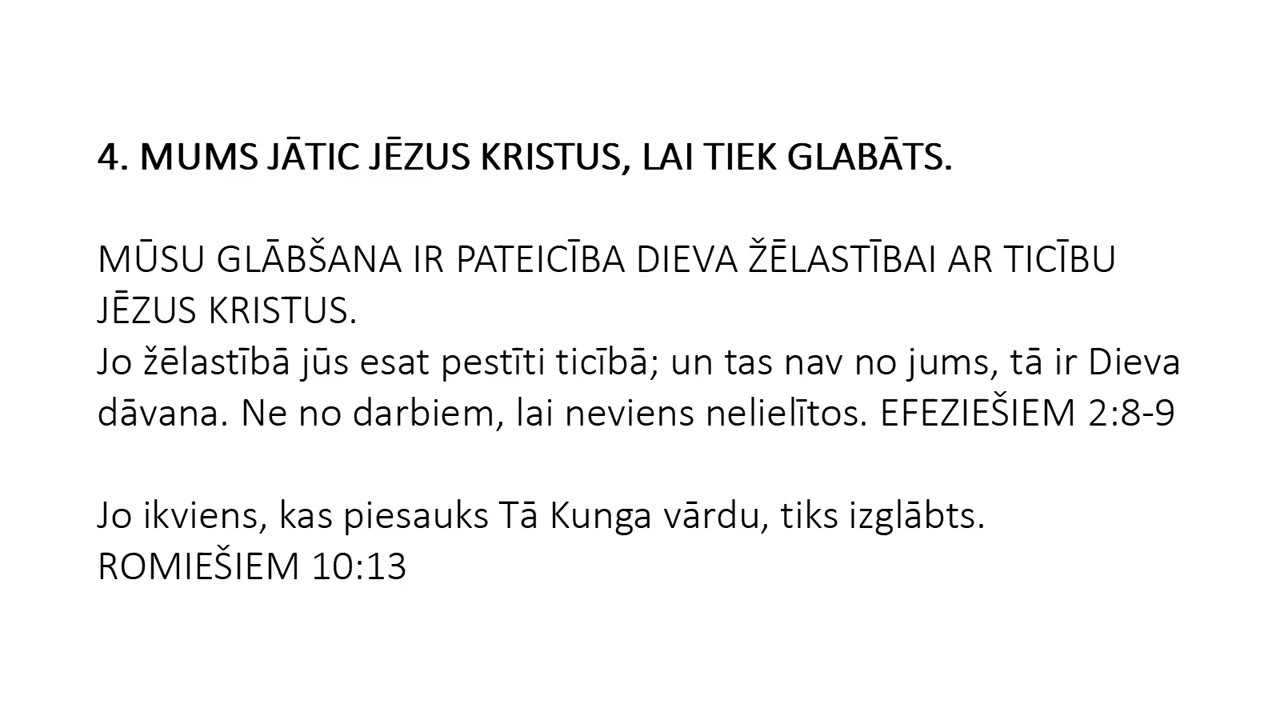 4. MUMS JĀTIC JĒZUS KRISTUS, LAI TIEK GLABĀTS.
MŪSU GLĀBŠANA IR PATEICĪBA DIEVA ŽĒLASTĪBAI AR TICĪBU
JĒZUS KRISTUS.
Jo žēlastībā jūs esat pestīti ticībā; un tas nav no jums, tā ir Dieva
dāvana. Ne no darbiem, lai neviens nelielītos. EFEZIEŠIEM 2:8-9
Jo ikviens, kas piesauks Tā Kunga vārdu, tiks izglābts.
ROMIEŠIEM 10:13